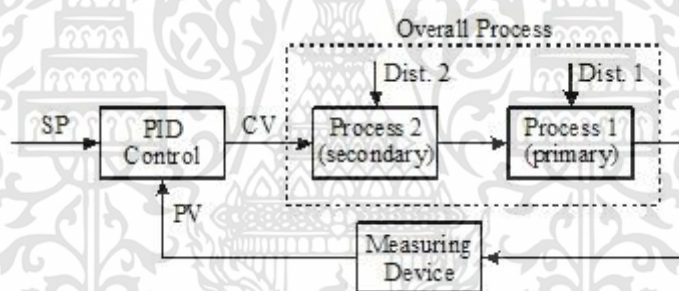 Overall Process
Dist. 2
Dist. 1
SP
PID
Control
CV
Process 2
(secondary)
Process 1
(primary)
PV
Measuring
Device